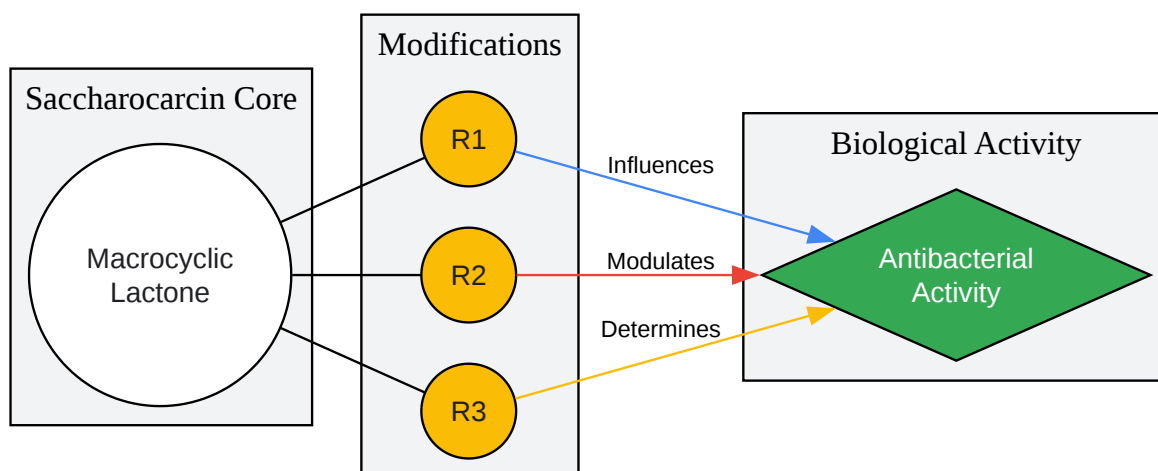 Saccharocarcin Core
Macrocyclic
Lactone
Modifications
R1
R2
R3
Influences
Modulates
Determines
Biological Activity
Antibacterial
Activity